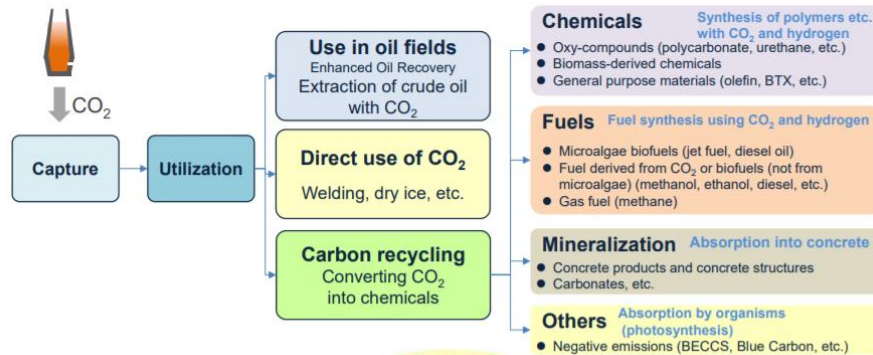 CO₂
Capture
Utilization
Use in oil fields
Enhanced Oil Recovery
Extraction of crude oil
with CO₂
Direct use of CO₂
Welding, dry ice, etc.
Carbon recycling
Converting CO₂
into chemicals
Chemicals
Synthesis of polymers etc.
with CO₂ and hydrogen
● Oxy-compounds (polycarbonate, urethane, etc.)
● Biomass-derived chemicals
● General purpose materials (olefin, BTX, etc.)
Fuels
Fuel synthesis using CO₂ and hydrogen
● Microalgae biofuels (jet fuel, diesel oil)
● Fuel derived from CO₂ or biofuels (not from
microalgae) (methanol, ethanol, diesel, etc.)
● Gas fuel (methane)
Mineralization
Absorption into concrete
● Concrete products and concrete structures
● Carbonates, etc.
Others
Absorption by organisms
(photosynthesis)
● Negative emissions (BECCS, Blue Carbon, etc.)